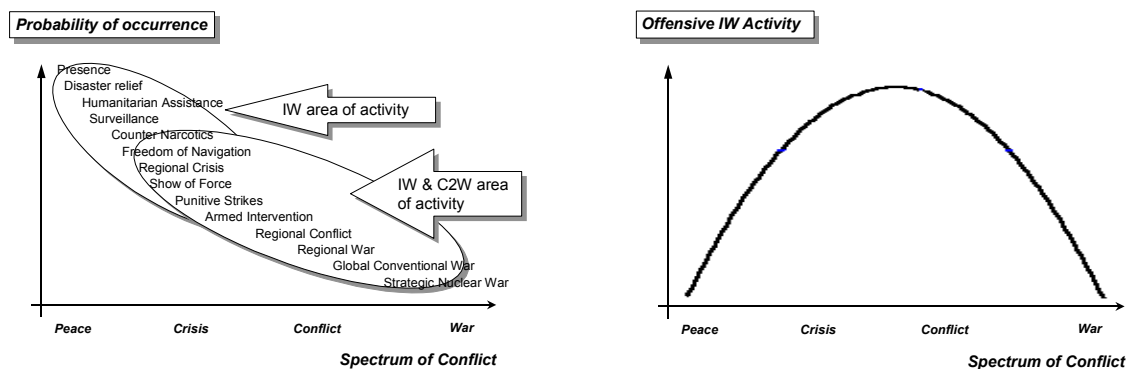 Probability of occurrence
Presence
Disaster relief
Humanitarian Assistance
Surveillance
Counter Narcotics
Freedom of Navigation
Regional Crisis
Show of Force
Punitive Strikes
Armed Intervention
Regional Conflict
Regional War
Global Conventional War
Strategic Nuclear War
IW area of activity
IW & C2W area
of activity
Peace Crisis Conflict War
Spectrum of Conflict
Offensive IW Activity
Peace Crisis Conflict War
Spectrum of Conflict